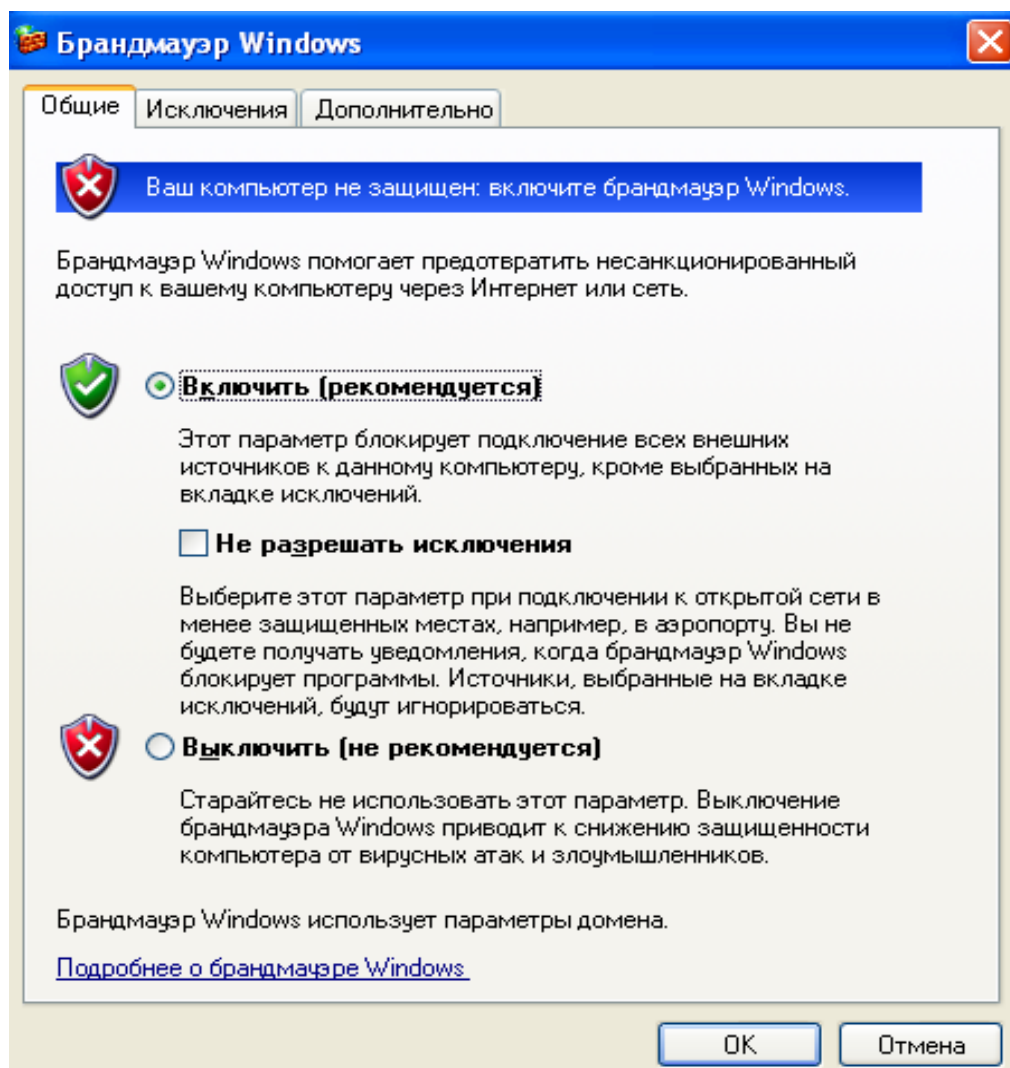 Брандмауэр Windows
Общие Исключения Дополнительно
Ваш компьютер не защищен: включите брандмауэр Windows.
Брандмауэр Windows помогает предотвратить несанкционированный
доступ к вашему компьютеру через Интернет или сеть.
Включить (рекомендуется)
Этот параметр блокирует подключение всех внешних
источников к данному компьютеру, кроме выбранных на
вкладке исключений.
Не разрешать исключения
Выберите этот параметр при подключении к открытой сети в
менее защищенных местах, например, в аэропорту. Вы не
будете получать уведомления, когда брандмауэр Windows
блокирует программы. Источники, выбранные на вкладке
исключений, будут игнорироваться.
Выключить (не рекомендуется)
Старайтесь не использовать этот параметр. Выключение
брандмауэра Windows приводит к снижению защищенности
компьютера от вирусных атак и злоумышленников.
Брандмауэр Windows использует параметры домена.
Подробнее о брандмауэре Windows
OK Отмена